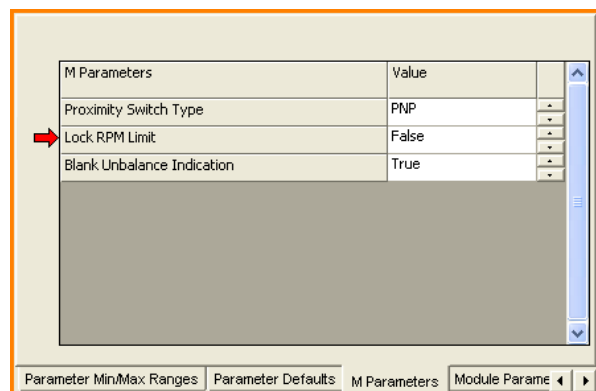 M Parameters Value
Proximity Switch Type PNP
Lock RPM Limit False
Blank Unbalance Indication True
Parameter Min/Max Ranges Parameter Defaults M Parameters Module Parame